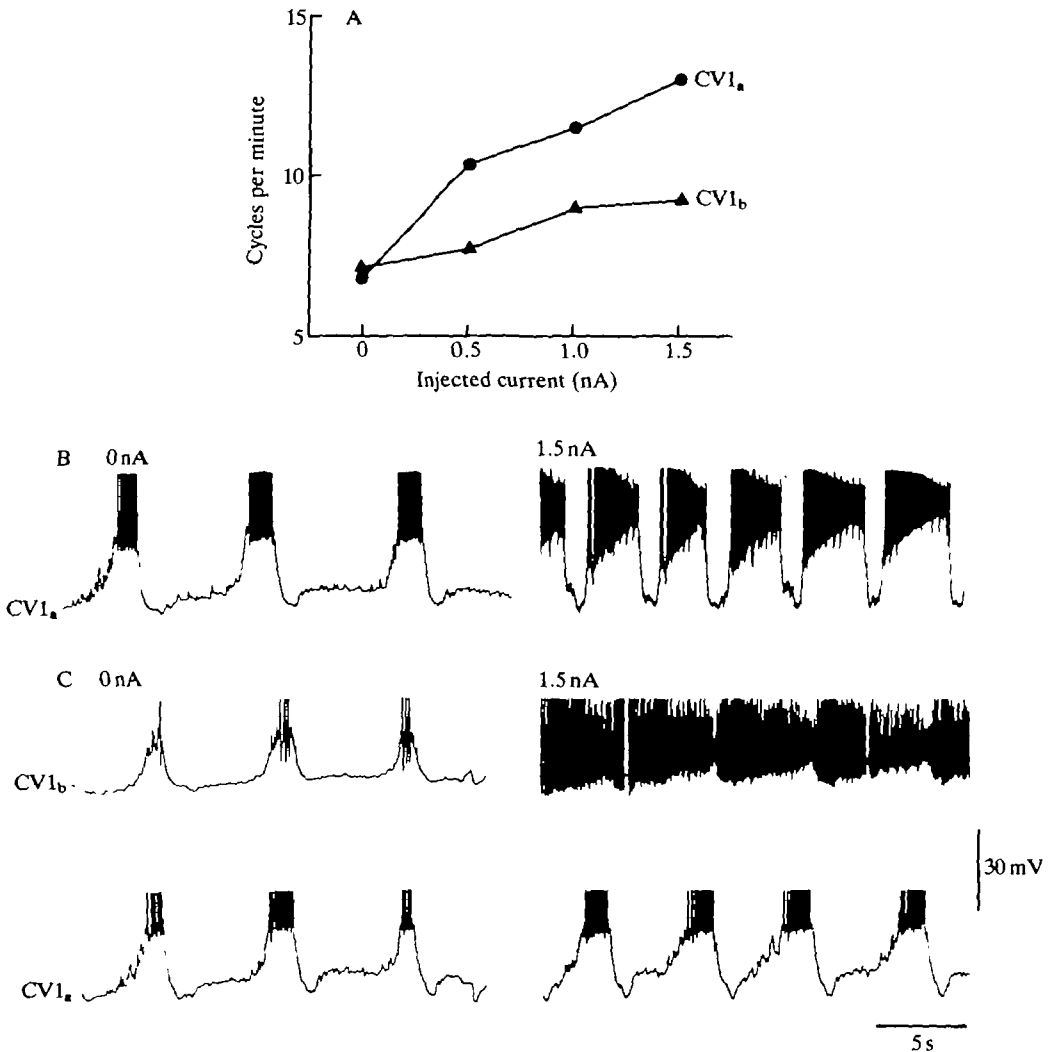 15
A
CV1a
Cycles per minute
10
CV1b
5
0 0.5 1.0 1.5
Injected current (nA)
B 0 nA 1.5 nA
CV1a
C 0 nA 1.5 nA
CV1b
30 mV
CV1a
5 s